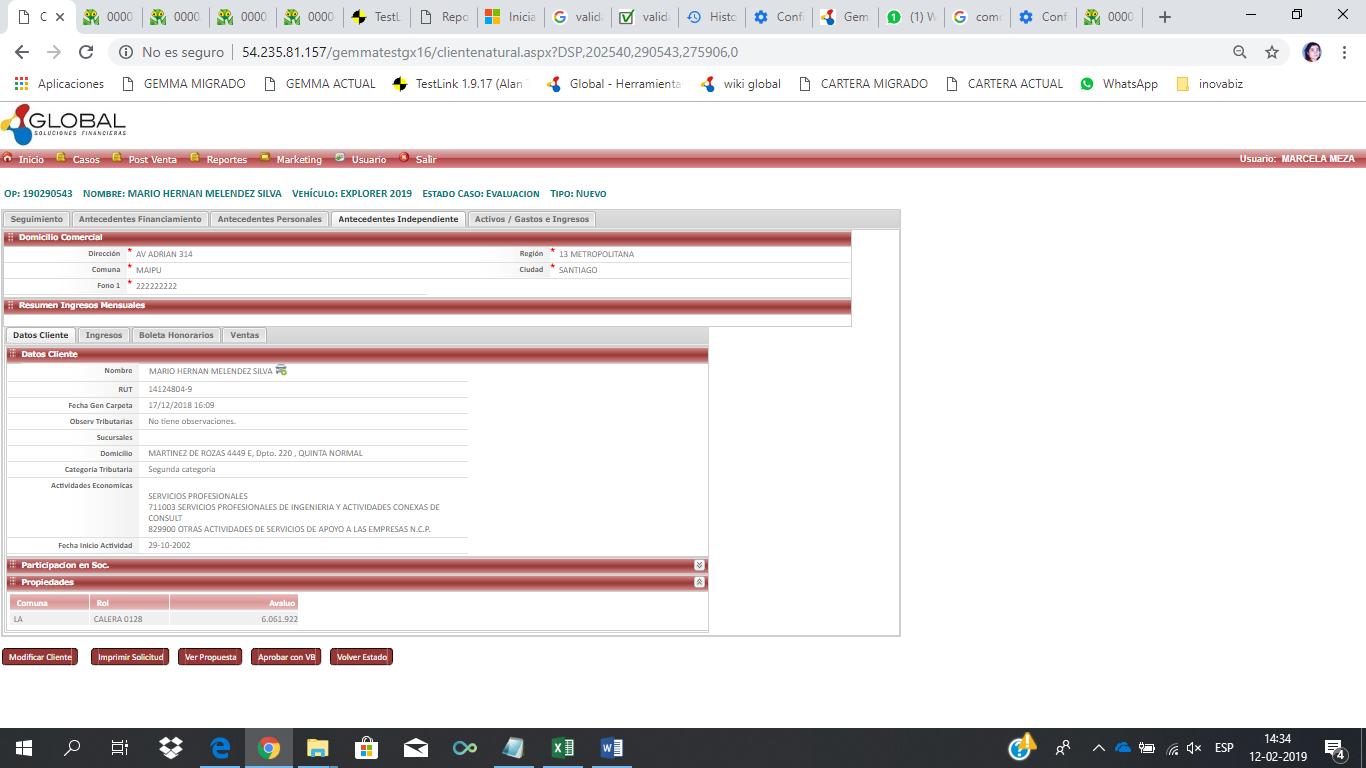 C
0000
0000
0000
0000
TestL
Repo
Inicia
valida
valida
Histo
Confi
Gem
(1) W
como
Conf
0000
No es seguro | 54.235.81.157/gemmatestgx16/clientenatural.aspx?DSP,202540,290543,275906,0
Aplicaciones GEMMA MIGRADO GEMMA ACTUAL TestLink 1.9.17 (Alan Global - Herramienta wiki global CARTERA MIGRADO CARTERA ACTUAL WhatsApp inovabiz
GLOBAL
SOLUCIONES FINANCIERAS
Inicio Casos Post Venta Reportes Marketing Usuario Salir Usuario: MARCELA MEZA
OP: 190290543 NOMBRE: MARIO HERNAN MELENDEZ SILVA VEHÍCULO: EXPLORER 2019 ESTADO CASO: EVALUACION TIPO: NUEVO
Seguimiento Antecedentes Financiamiento Antecedentes Personales Antecedentes Independiente Activos / Gastos e Ingresos
Domicilio Comercial
Dirección * AV ADRIAN 314 Región * 13 METROPOLITANA
Comuna * MAIPU Ciudad * SANTIAGO
Fono 1 * 222222222
Resumen Ingresos Mensuales
Datos Cliente Ingresos Boleta Honorarios Ventas
Datos Cliente
Nombre MARIO HERNAN MELENDEZ SILVA
RUT 14124804-9
Fecha Gen Carpeta 17/12/2018 16:09
Observ Tributarias No tiene observaciones.
Sucursales
Domicilio MARTINEZ DE ROZAS 4449 E, Dpto. 220 , QUINTA NORMAL
Categoria Tributaria Segunda categoría
Actividades Economicas
SERVICIOS PROFESIONALES
711003 SERVICIOS PROFESIONALES DE INGENIERIA Y ACTIVIDADES CONEXAS DE
CONSULT
829900 OTRAS ACTIVIDADES DE SERVICIOS DE APOYO A LAS EMPRESAS N.C.P.
Fecha Inicio Actividad 29-10-2002
Participacion en Soc.
Propiedades
Comuna Rol Avaluo
LA CALERA 0128 6.061.922
Modificar Cliente Imprimir Solicitud Ver Propuesta Aprobar con VB Volver Estado
ESP
14:34
12-02-2019
4